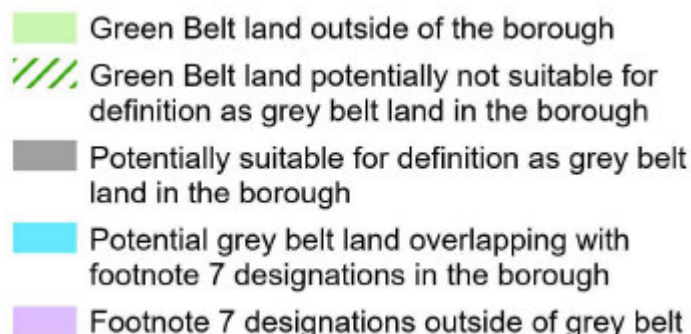 Green Belt land outside of the borough
Green Belt land potentially not suitable for
definition as grey belt land in the borough
Potentially suitable for definition as grey belt
land in the borough
Potential grey belt land overlapping with
footnote 7 designations in the borough
Footnote 7 designations outside of grey belt